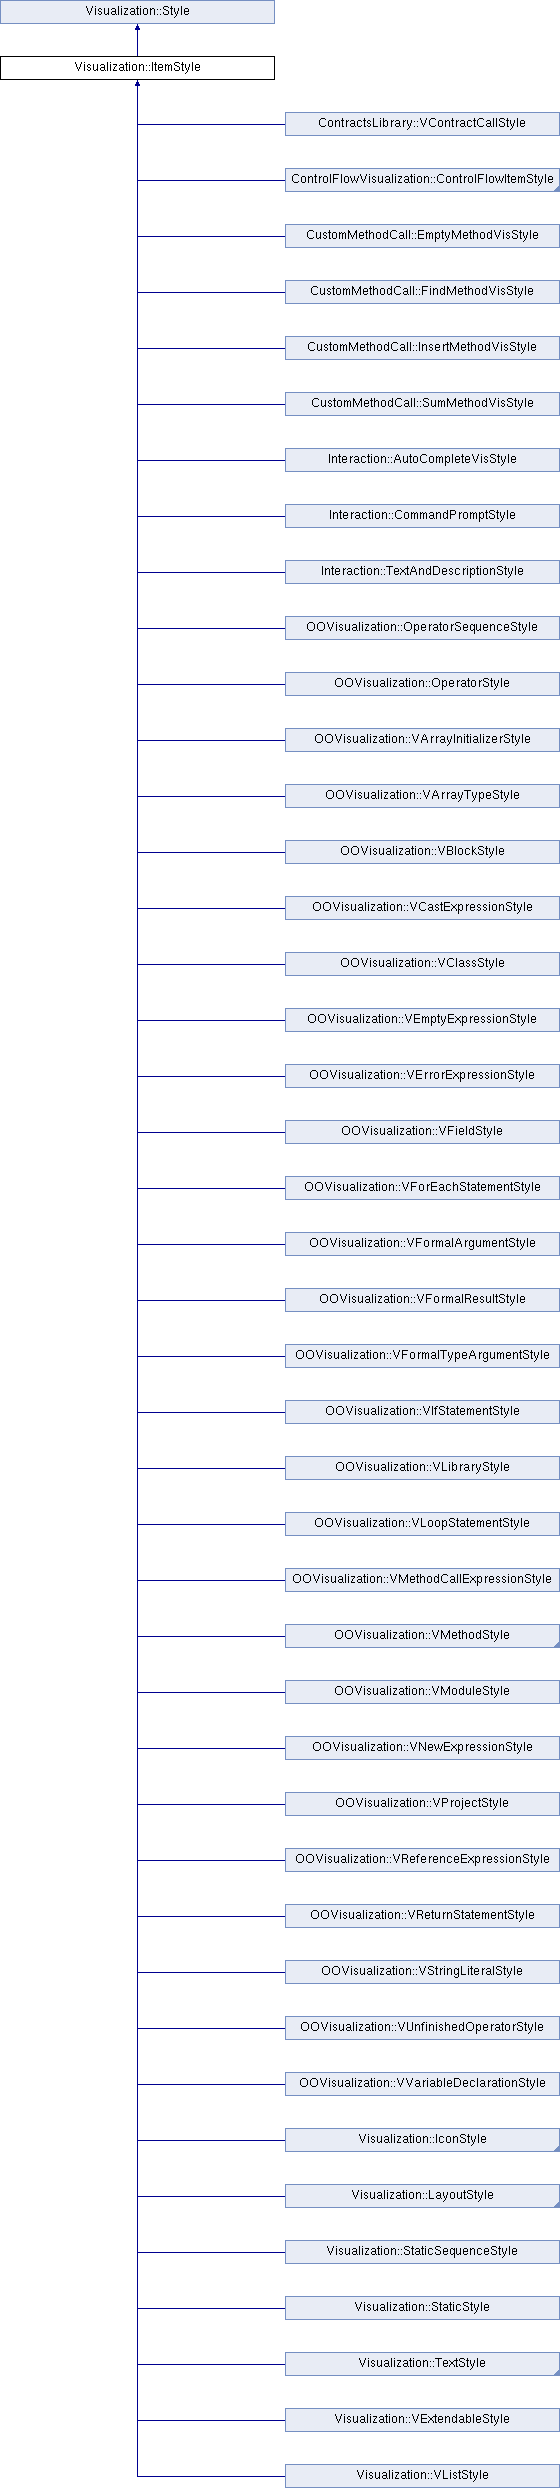 Visualization::Style
Visualization::ItemStyle
ContractsLibrary::VContractCallStyle
ControlFlowVisualization::ControlFlowItemStyle
CustomMethodCall::EmptyMethodVisStyle
CustomMethodCall::FindMethodVisStyle
CustomMethodCall::InsertMethodVisStyle
CustomMethodCall::SumMethodVisStyle
Interaction::AutoCompleteVisStyle
Interaction::CommandPromptStyle
Interaction::TextAndDescriptionStyle
OOVisualization::OperatorSequenceStyle
OOVisualization::OperatorStyle
OOVisualization::VArrayInitializerStyle
OOVisualization::VArrayTypeStyle
OOVisualization::VBlockStyle
OOVisualization::VCastExpressionStyle
OOVisualization::VClassStyle
OOVisualization::VEmptyExpressionStyle
OOVisualization::VErrorExpressionStyle
OOVisualization::VFieldStyle
OOVisualization::VForEachStatementStyle
OOVisualization::VFormalArgumentStyle
OOVisualization::VFormalResultStyle
OOVisualization::VFormalTypeArgumentStyle
OOVisualization::VIfStatementStyle
OOVisualization::VLibraryStyle
OOVisualization::VLoopStatementStyle
OOVisualization::VMethodCallExpressionStyle
OOVisualization::VMethodStyle
OOVisualization::VModuleStyle
OOVisualization::VNewExpressionStyle
OOVisualization::VProjectStyle
OOVisualization::VReferenceExpressionStyle
OOVisualization::VReturnStatementStyle
OOVisualization::VStringLiteralStyle
OOVisualization::VUnfinishedOperatorStyle
OOVisualization::VVariableDeclarationStyle
Visualization::IconStyle
Visualization::LayoutStyle
Visualization::StaticSequenceStyle
Visualization::StaticStyle
Visualization::TextStyle
Visualization::VExtendableStyle
Visualization::VListStyle